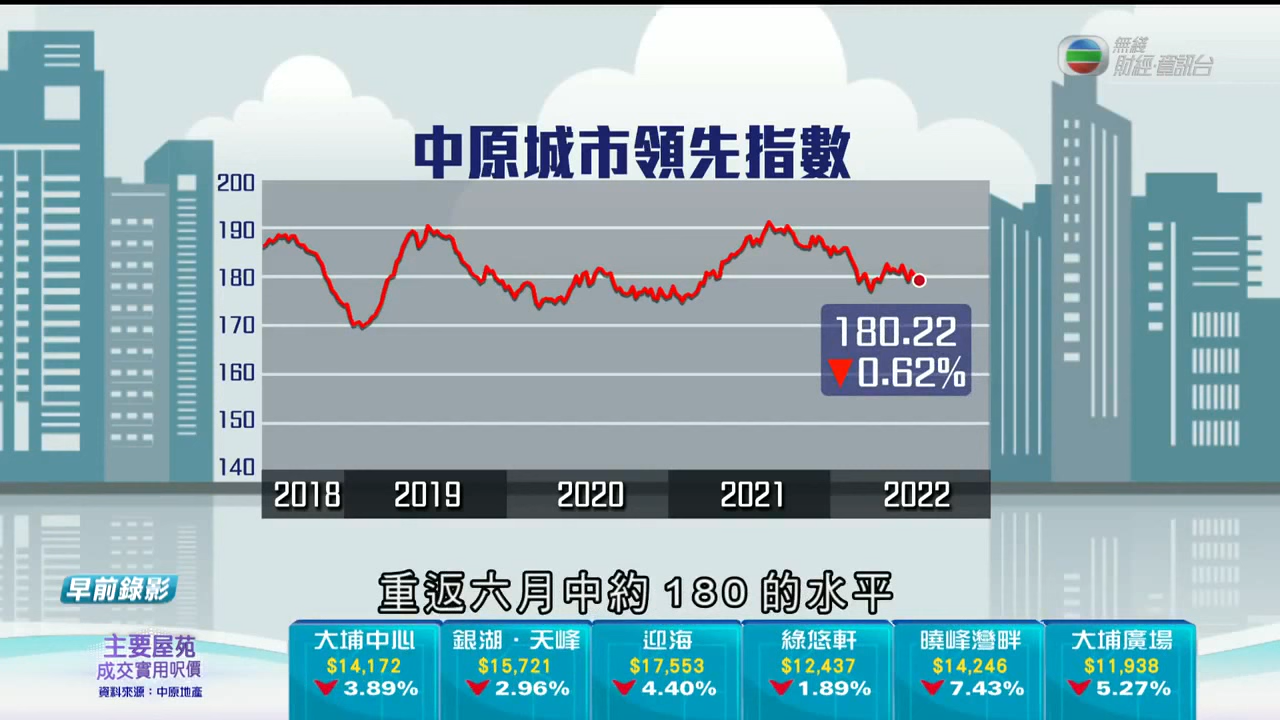 無綫
財經·資訊台
中原城市領先指數
200
190
180
170
160
150
140
180.22
▼0.62%
2018 2019 2020 2021 2022
重返六月中約180的水平
早前錄影
主要屋苑
成交實用呎價
資料來源：中原地產
大埔中心
$14,172
3.89%
銀湖·天峰
$15,721
2.96%
迎海
$17,553
4.40%
綠悠軒
$12,437
1.89%
曉峰灣畔
$14,246
7.43%
大埔廣場
$11,938
5.27%